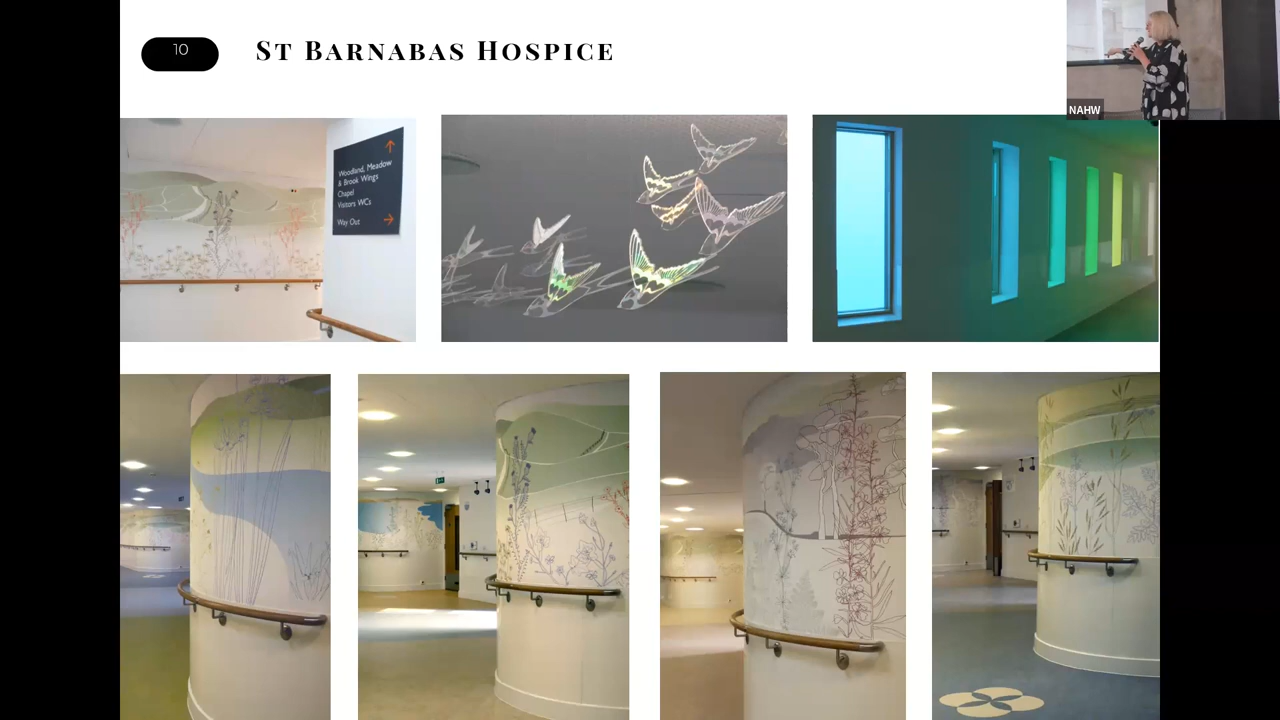 10
St Barnabas Hospice
NAHW
Woodland, Meadow
& Brook Wings
Chapel
Visitors WCs
Way Out